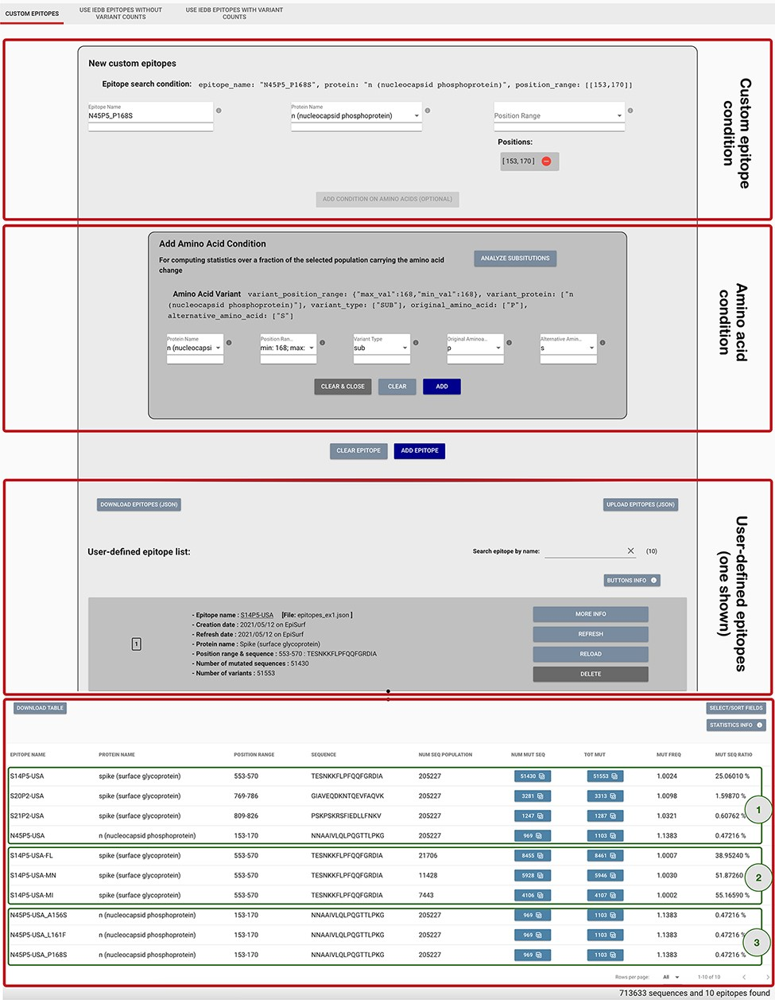 CUSTOM EPITOPES
USE IEDB EPITOPES WITHOUT
VARIANT COUNTS
USE IEDB EPITOPES WITH VARIANT
COUNTS
New custom epitopes
Epitope search condition: epitope_name: "N45P5_P168S", protein: "n (nucleocapsid phosphoprotein)", position_range: [[153,170]]
Epitope Name
N45P5_P168S
Protein Name
n (nucleocapsid phosphoprotein)
Position Range
Positions:
[ 153, 170 ]
ADD CONDITION ON AMINO ACIDS (OPTIONAL)
Custom epitope
condition
Add Amino Acid Condition
For computing statistics over a fraction of the selected population carrying the amino acid
change
ANALYZE SUBSITUTIONS
Amino Acid Variant variant_position_range: {"max_val":168,"min_val":168}, variant_protein: ["n
(nucleocapsid phosphoprotein)"], variant_type: ["SUB"], original_amino_acid: ["P"],
alternative_amino_acid: ["S"]
Protein Name
n (nucleocapsi
Position Ran...
min: 168; max:
Variant Type
sub
Original Aminoa...
p
Alternative Amin...
s
CLEAR & CLOSE
CLEAR
ADD
Amino acid
condition
CLEAR EPITOPE
ADD EPITOPE
DOWNLOAD EPITOPES (JSON)
UPLOAD EPITOPES (JSON)
User-defined epitope list:
Search epitope by name:
(10)
BUTTONS INFO
1
- Epitope name : S14P5-USA [File: epitopes_ex1.json ]
- Creation date : 2021/05/12 on EpiSurf
- Refresh date : 2021/05/12 on EpiSurf
- Protein name : Spike (surface glycoprotein)
- Position range & sequence : 553-570 : TESNKKFLPFQQFGRDIA
- Number of mutated sequences : 51430
- Number of variants : 51553
MORE INFO
REFRESH
RELOAD
DELETE
User-defined epitopes
(one shown)
DOWNLOAD TABLE
SELECT/SORT FIELDS
STATISTICS INFO
EPITOPE NAME PROTEIN NAME POSITION RANGE SEQUENCE NUM SEQ POPULATION NUM MUT SEQ TOT MUT MUT FREQ MUT SEQ RATIO
S14P5-USA spike (surface glycoprotein) 553-570 TESNKKFLPFQQFGRDIA 205227 51430 51553 1.0024 25.06010 %
S20P2-USA spike (surface glycoprotein) 769-786 GIAVEQDKNTQEVFAQVK 205227 3281 3313 1.0098 1.59870 %
S21P2-USA spike (surface glycoprotein) 809-826 PSKPSKRSFIEDLLFNKV 205227 1247 1287 1.0321 0.60762 %
N45P5-USA n (nucleocapsid phosphoprotein) 153-170 NNAAIVLQLPQGTTLPKG 205227 969 1103 1.1383 0.47216 %
1
S14P5-USA-FL spike (surface glycoprotein) 553-570 TESNKKFLPFQQFGRDIA 21706 8455 8461 1.0007 38.95240 %
S14P5-USA-MN spike (surface glycoprotein) 553-570 TESNKKFLPFQQFGRDIA 11428 5928 5946 1.0030 51.87260
S14P5-USA-MI spike (surface glycoprotein) 553-570 TESNKKFLPFQQFGRDIA 7443 4106 4107 1.0002 55.16590 %
2
N45P5-USA_A156S n (nucleocapsid phosphoprotein) 153-170 NNAAIVLQLPQGTTLPKG 205227 969 1103 1.1383 0.47216 %
N45P5-USA_L161F n (nucleocapsid phosphoprotein) 153-170 NNAAIVLQLPQGTTLPKG 205227 969 1103 1.1383 0.47216 %
N45P5-USA_P168S n (nucleocapsid phosphoprotein) 153-170 NNAAIVLQLPQGTTLPKG 205227 969 1103 1.1383 0.47216 %
3
Rows per page: All 1-10 of 10
713633 sequences and 10 epitopes found